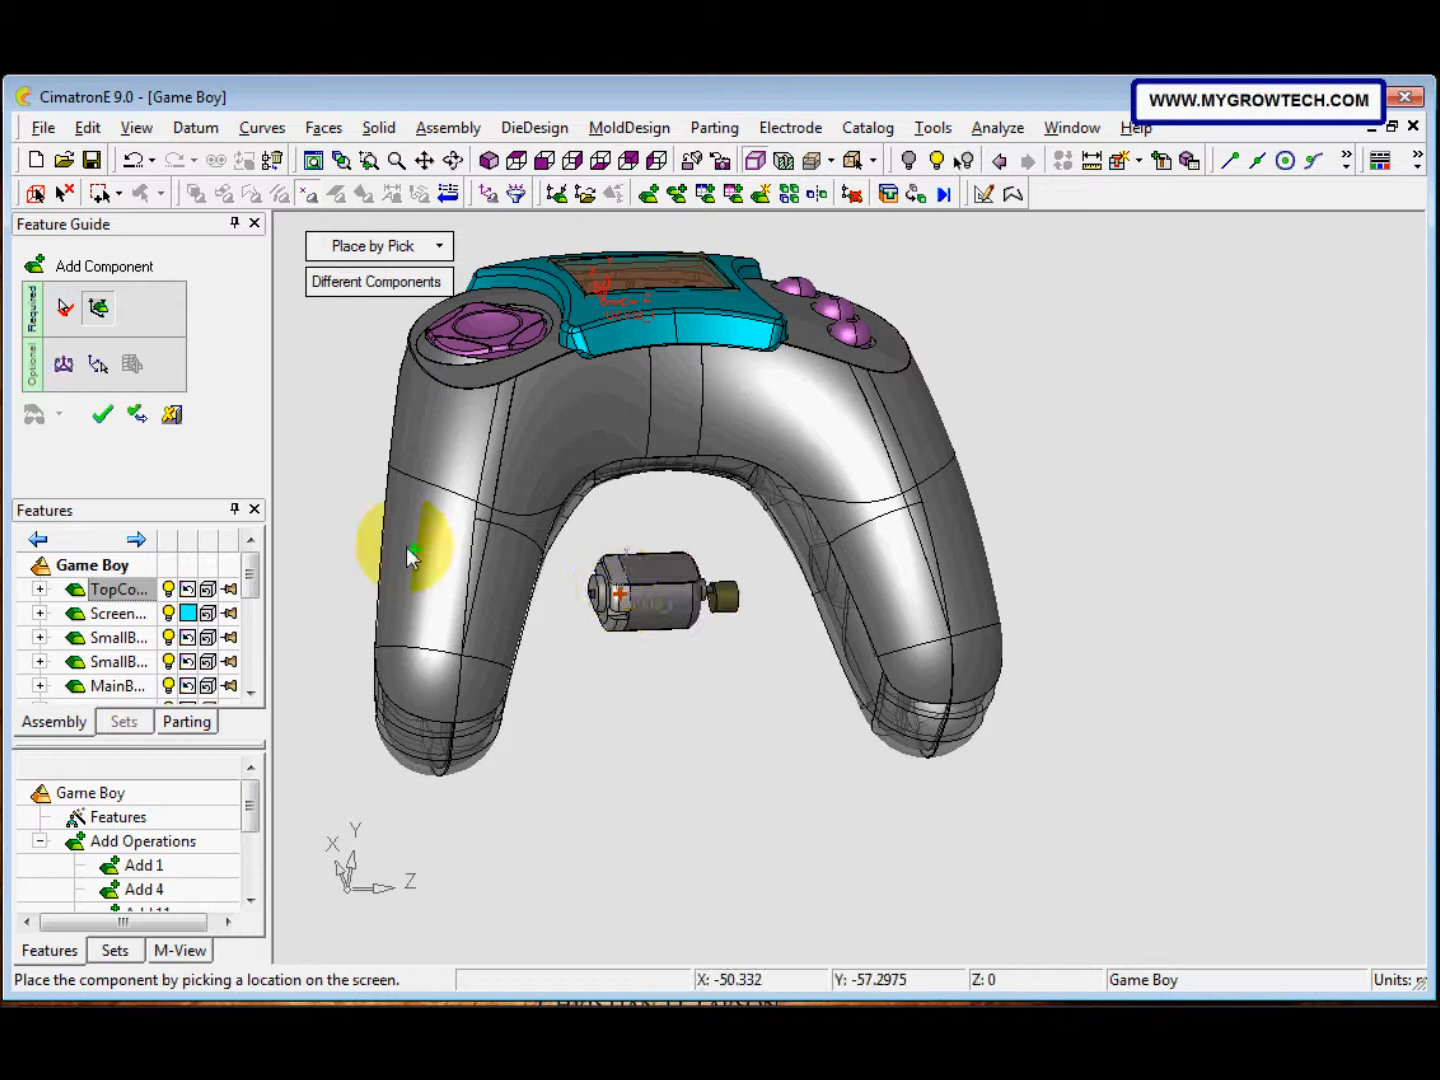 CimatronE 9.0 - [Game Boy]
WWW.MYGROWTECH.COM
File Edit View Datum Curves Faces Solid Assembly DieDesign MoldDesign Parting Electrode Catalog Tools Analyze Window Help
Feature Guide
Add Component
Required
Optional
Place by Pick
Different Components
Features
Game Boy
TopCo...
Screen...
SmallB...
SmallB...
MainB...
Assembly Sets Parting
Game Boy
Features
Add Operations
Add 1
Add 4
Features Sets M-View
X Y Z
Place the component by picking a location on the screen.
X: -50.332 Y: -57.2975 Z: 0 Game Boy Units: